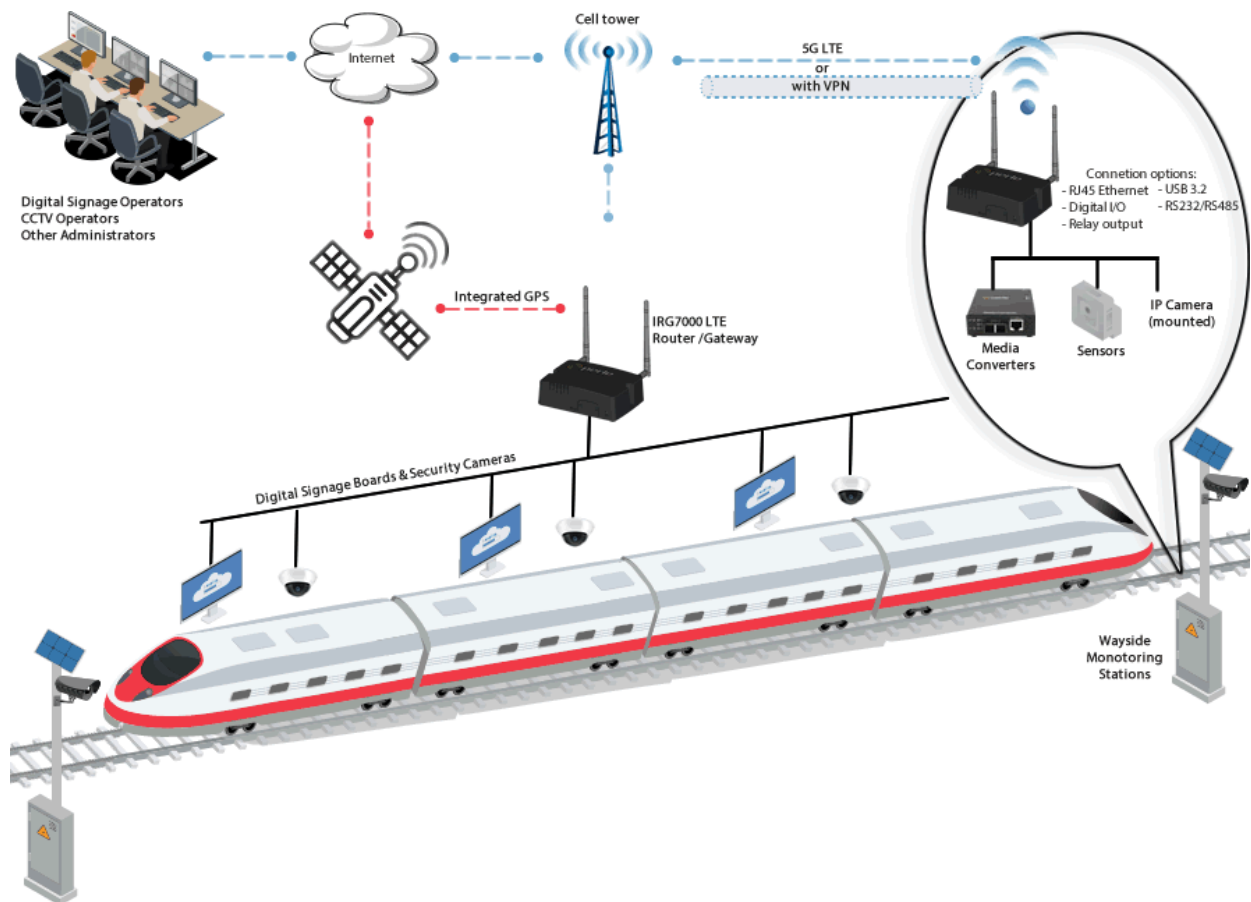 Cell tower
Internet
5G LTE
or
with VPN
Digital Signage Operators
CCTV Operators
Other Administrators
Connetion options:
- RJ45 Ethernet
- USB 3.2
- Digital I/O
- RS232/RS485
- Relay output
Integrated GPS
IRG7000 LTE
Router /Gateway
Media
Converters
Sensors
IP Camera
(mounted)
Digital Signage Boards & Security Cameras
Wayside
Monotoring
Stations